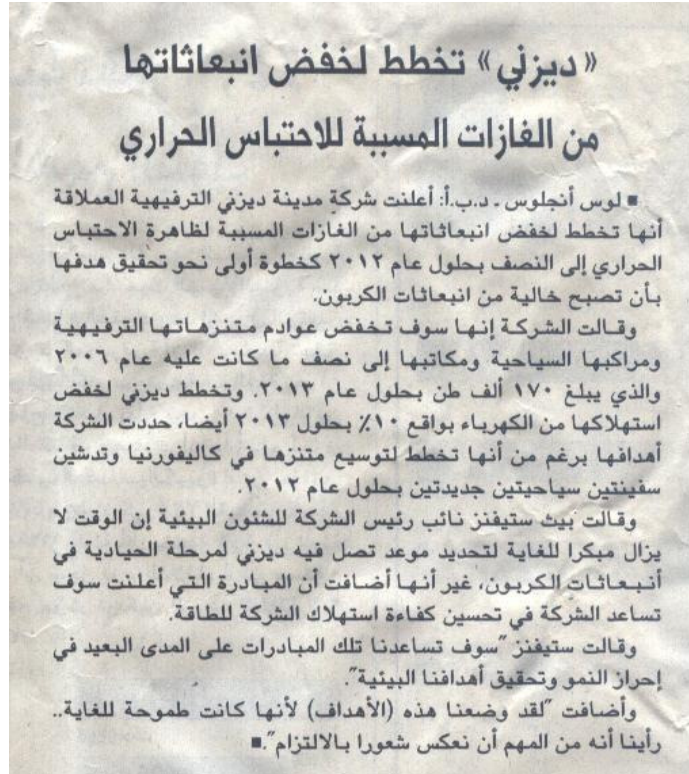 «ديزني» تخطط لخفض انبعاثاتها
من الغازات المسببة للاحتباس الحراري
■ لوس أنجلوس ـ د.ب.أ: أعلنت شركة مدينة ديزني الترفيهية العملاقة
أنها تخطط لخفض انبعاثاتها من الغازات المسببة لظاهرة الاحتباس
الحراري إلى النصف بحلول عام ٢٠١٢ كخطوة أولى نحو تحقيق هدفها
بأن تصبح خالية من انبعاثات الكربون.
وقالت الشركة إنها سوف تخفض عوادم متنزهاتها الترفيهية
ومراكبها السياحية ومكاتبها إلى نصف ما كانت عليه عام ٢٠٠٦
والذي يبلغ ١٧٠ ألف طن بحلول عام ٢٠١٣. وتخطط ديزني لخفض
استهلاكها من الكهرباء بواقع ١٠٪ بحلول ٢٠١٣ أيضا، حددت الشركة
أهدافها برغم من أنها تخطط لتوسيع متنزها في كاليفورنيا وتدشين
سفينتين سياحيتين جديدتين بحلول عام ٢٠١٢.
وقالت بيث ستيفنز نائب رئيس الشركة للشئون البيئية إن الوقت لا
يزال مبكرا للغاية لتحديد موعد تصل فيه ديزني لمرحلة الحيادية في
أنبعاثات الكربون، غير أنها أضافت أن المبادرة التي أعلنت سوف
تساعد الشركة في تحسين كفاءة استهلاك الشركة للطاقة.
وقالت ستيفنز "سوف تساعدنا تلك المبادرات على المدى البعيد في
إحراز النمو وتحقيق أهدافنا البيئية".
وأضافت "لقد وضعنا هذه (الأهداف) لأنها كانت طموحة للغاية..
رأينا أنه من المهم أن نعكس شعورا بالالتزام".■